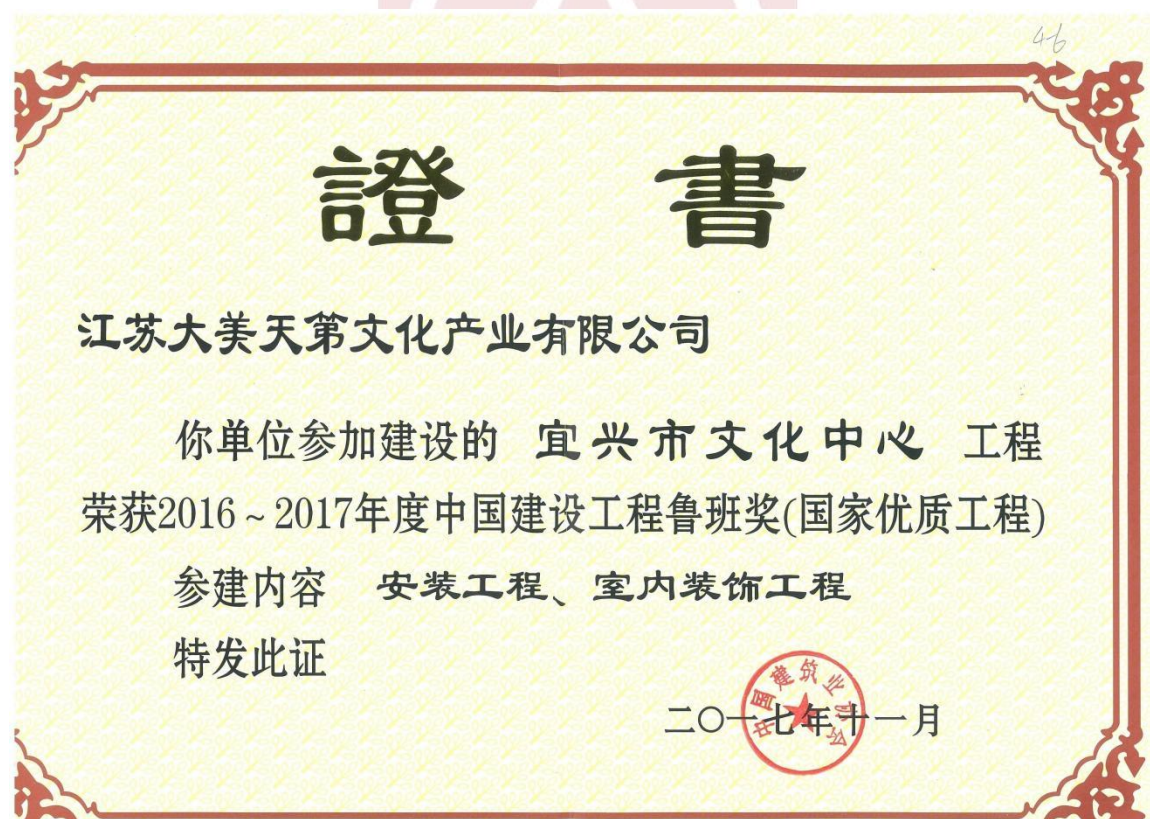 46
證 書
江苏大美天第文化产业有限公司
你单位参加建设的 宜兴市文化中心 工程
荣获2016~2017年度中国建设工程鲁班奖(国家优质工程)
参建内容 安装工程、室内装饰工程
特发此证
中国建筑业协会
二〇一七年十一月